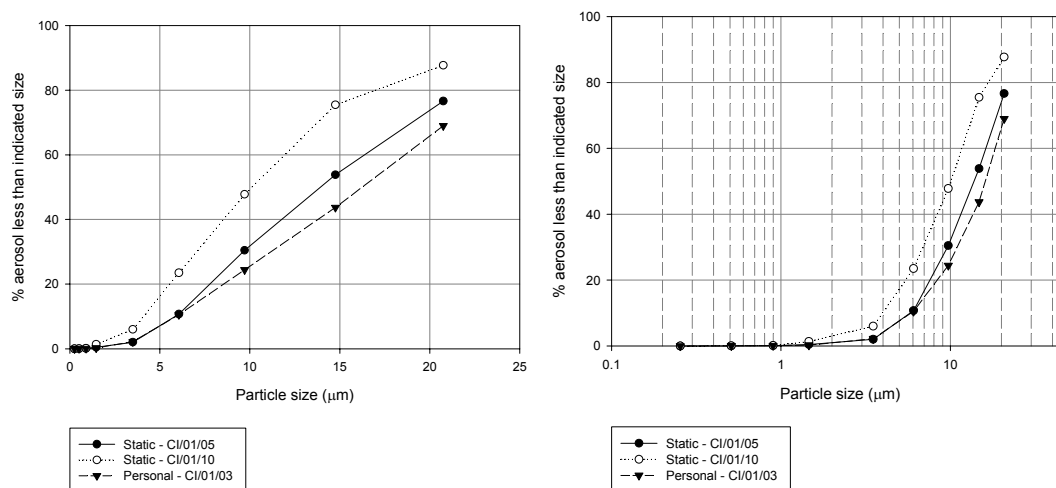 % aerosol less than indicated size
100
80
60
40
20
0
0 5 10 15 20 25
Particle size (μm)
Static - CI/01/05
Static - CI/01/10
Personal - CI/01/03
% aerosol less than indicated size
100
80
60
40
20
0
0.1 1 10
Particle size (μm)
Static - CI/01/05
Static - CI/01/10
Personal - CI/01/03